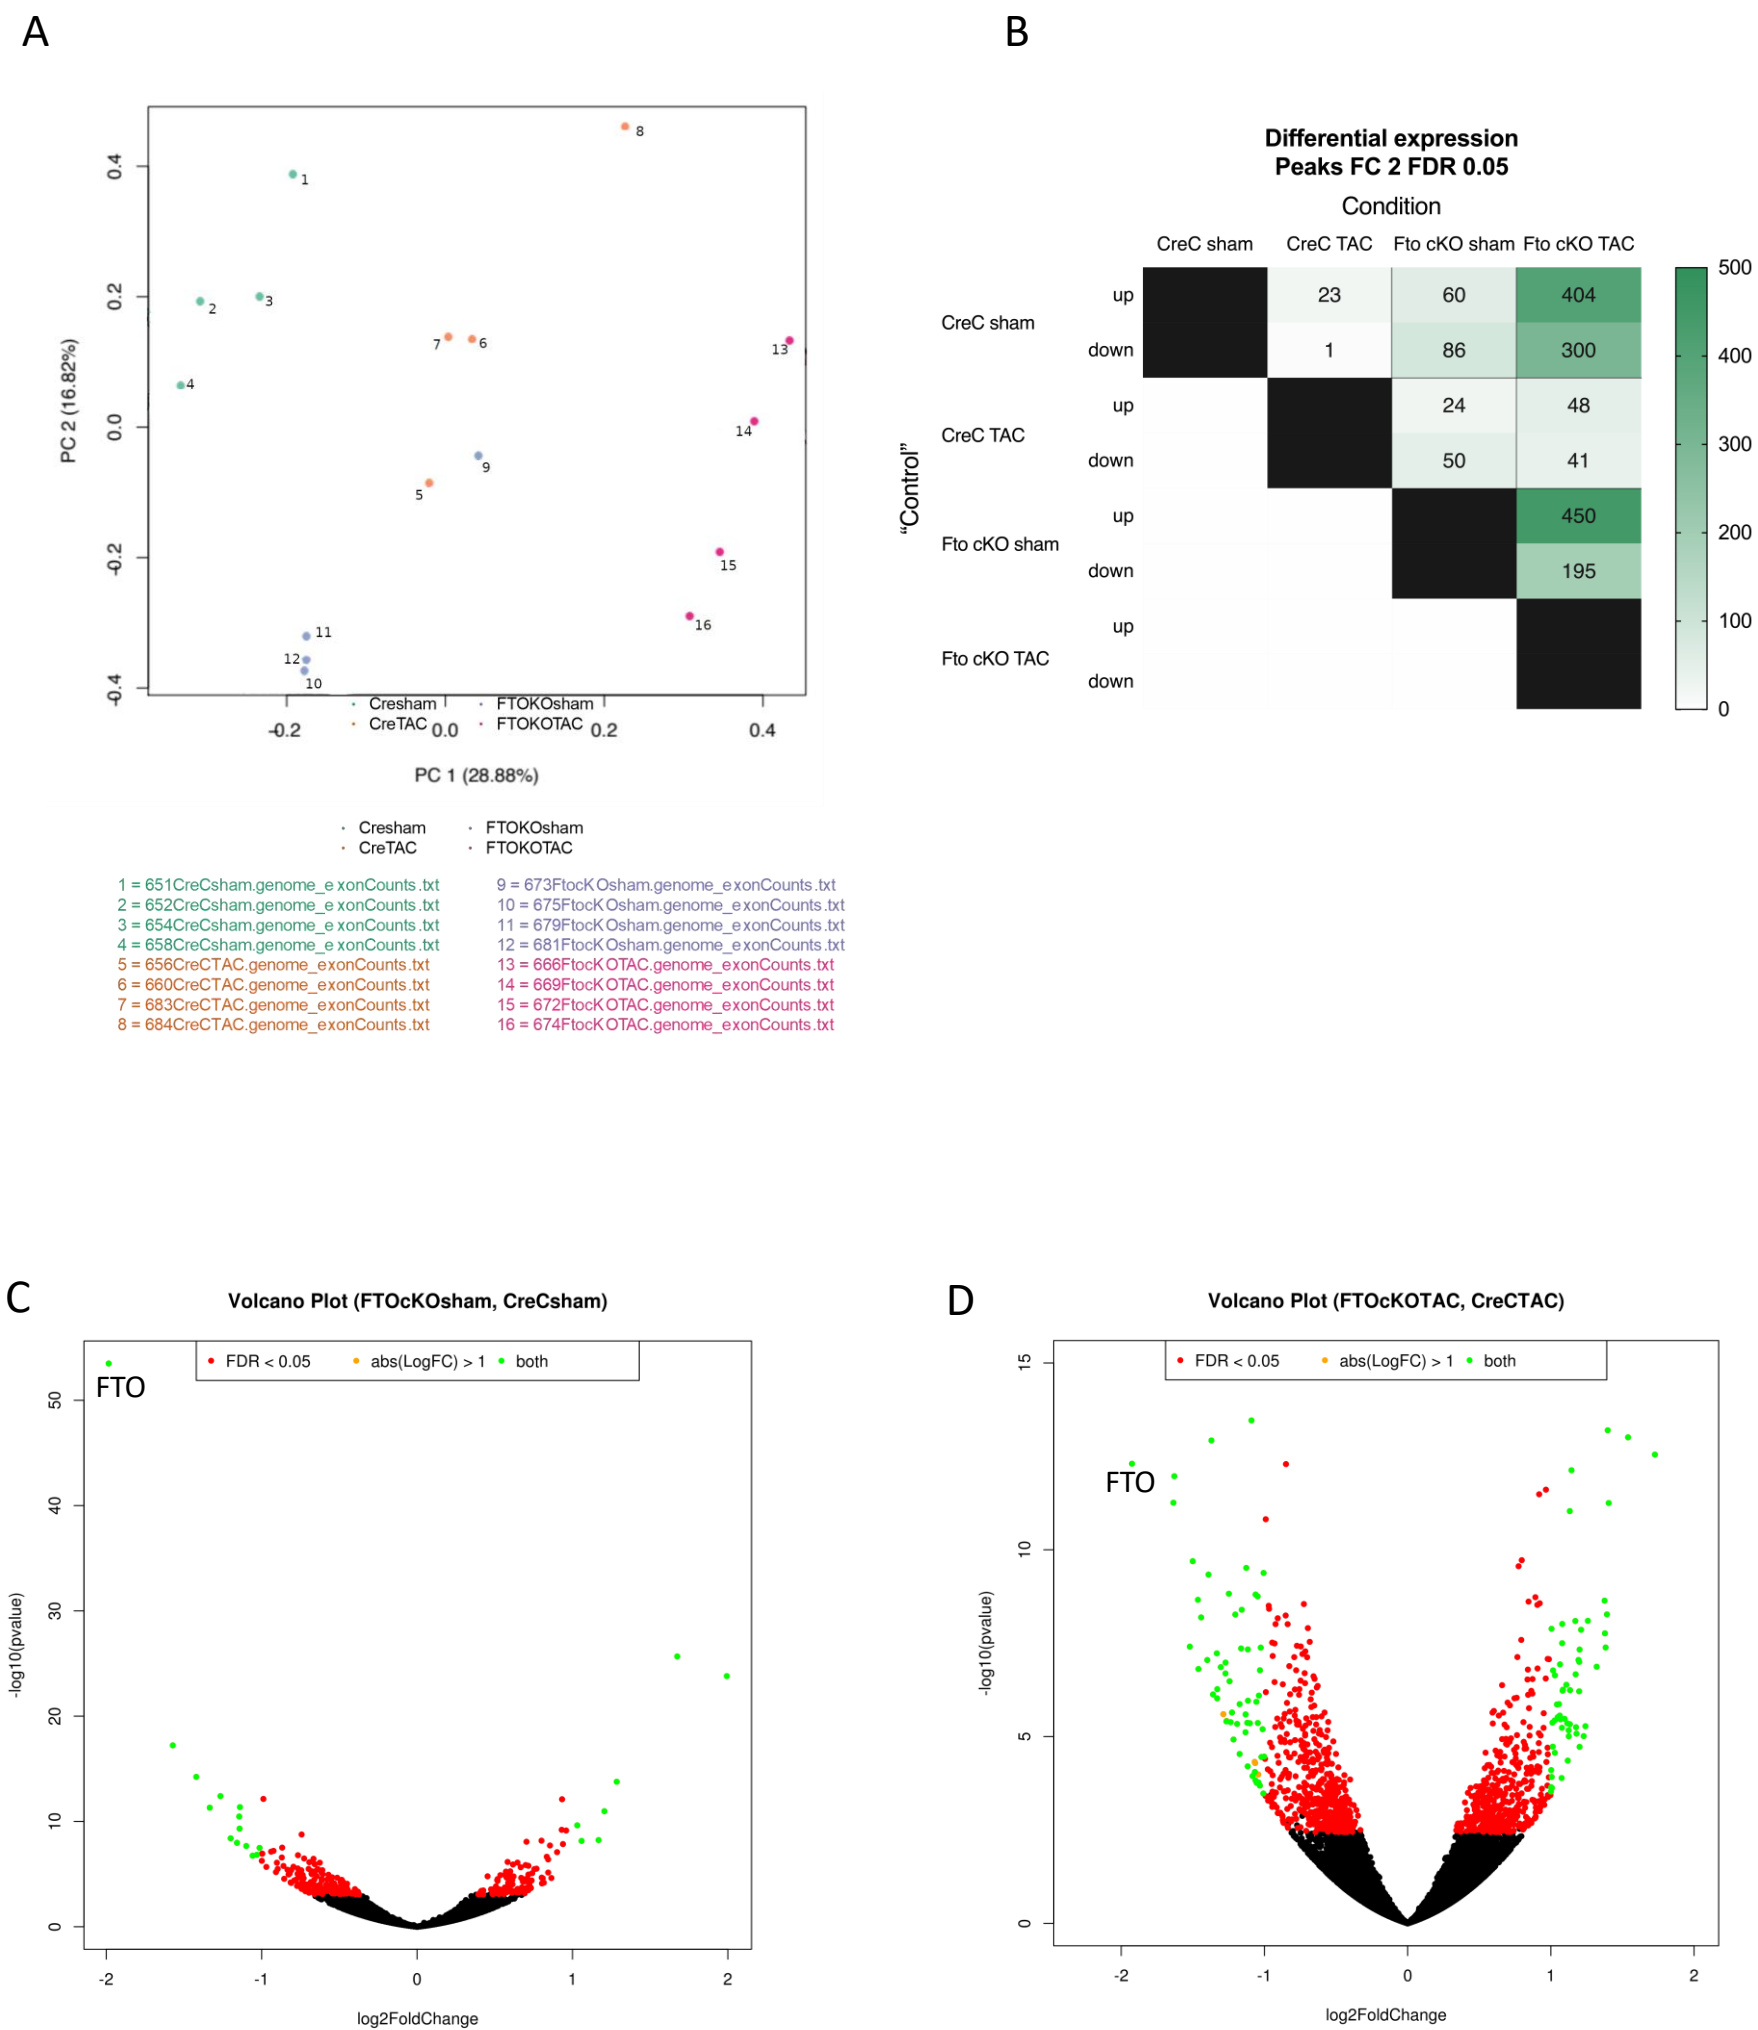 A
B
0.4
0.2
0.0
-0.2
-0.4
PC 2 (16.82%)
8
1
2
3
7
6
4
13
14
9
5
15
16
11
12
10
Cresham
FTOKOsham
CreTAC
FTOKOTAC
-0.2
0.0
0.2
0.4
PC 1 (28.88%)
Cresham
FTOKOsham
CreTAC
FTOKOTAC
1 = 651CreCsham.genome_exonCounts.txt
2 = 652CreCsham.genome_exonCounts.txt
3 = 654CreCsham.genome_exonCounts.txt
4 = 658CreCsham.genome_exonCounts.txt
5 = 656CreCTAC.genome_exonCounts.txt
6 = 660CreCTAC.genome_exonCounts.txt
7 = 683CreCTAC.genome_exonCounts.txt
8 = 684CreCTAC.genome_exonCounts.txt
9 = 673FtocKOsham.genome_exonCounts.txt
10 = 675FtocKOsham.genome_exonCounts.txt
11 = 679FtocKOsham.genome_exonCounts.txt
12 = 681FtocKOsham.genome_exonCounts.txt
13 = 666FtocKOTAC.genome_exonCounts.txt
14 = 669FtocKOTAC.genome_exonCounts.txt
15 = 672FtocKOTAC.genome_exonCounts.txt
16 = 674FtocKOTAC.genome_exonCounts.txt
Differential expression
Peaks FC 2 FDR 0.05
Condition
CreC sham CreC TAC Fto cKO sham Fto cKO TAC
“Control”
CreC sham
up 23 60 404
down 1 86 300
CreC TAC
up 24 48
down 50 41
Fto cKO sham
up 450
down 195
Fto cKO TAC
up
down
500
400
300
200
100
0
C
Volcano Plot (FTOcKOsham, CreCsham)
FDR < 0.05 abs(LogFC) > 1 both
FTO
-log10(pvalue)
50
40
30
20
10
0
-2 -1 0 1 2
log2FoldChange
D
Volcano Plot (FTOcKOTAC, CreCTAC)
FDR < 0.05 abs(LogFC) > 1 both
FTO
-log10(pvalue)
15
10
5
0
-2 -1 0 1 2
log2FoldChange